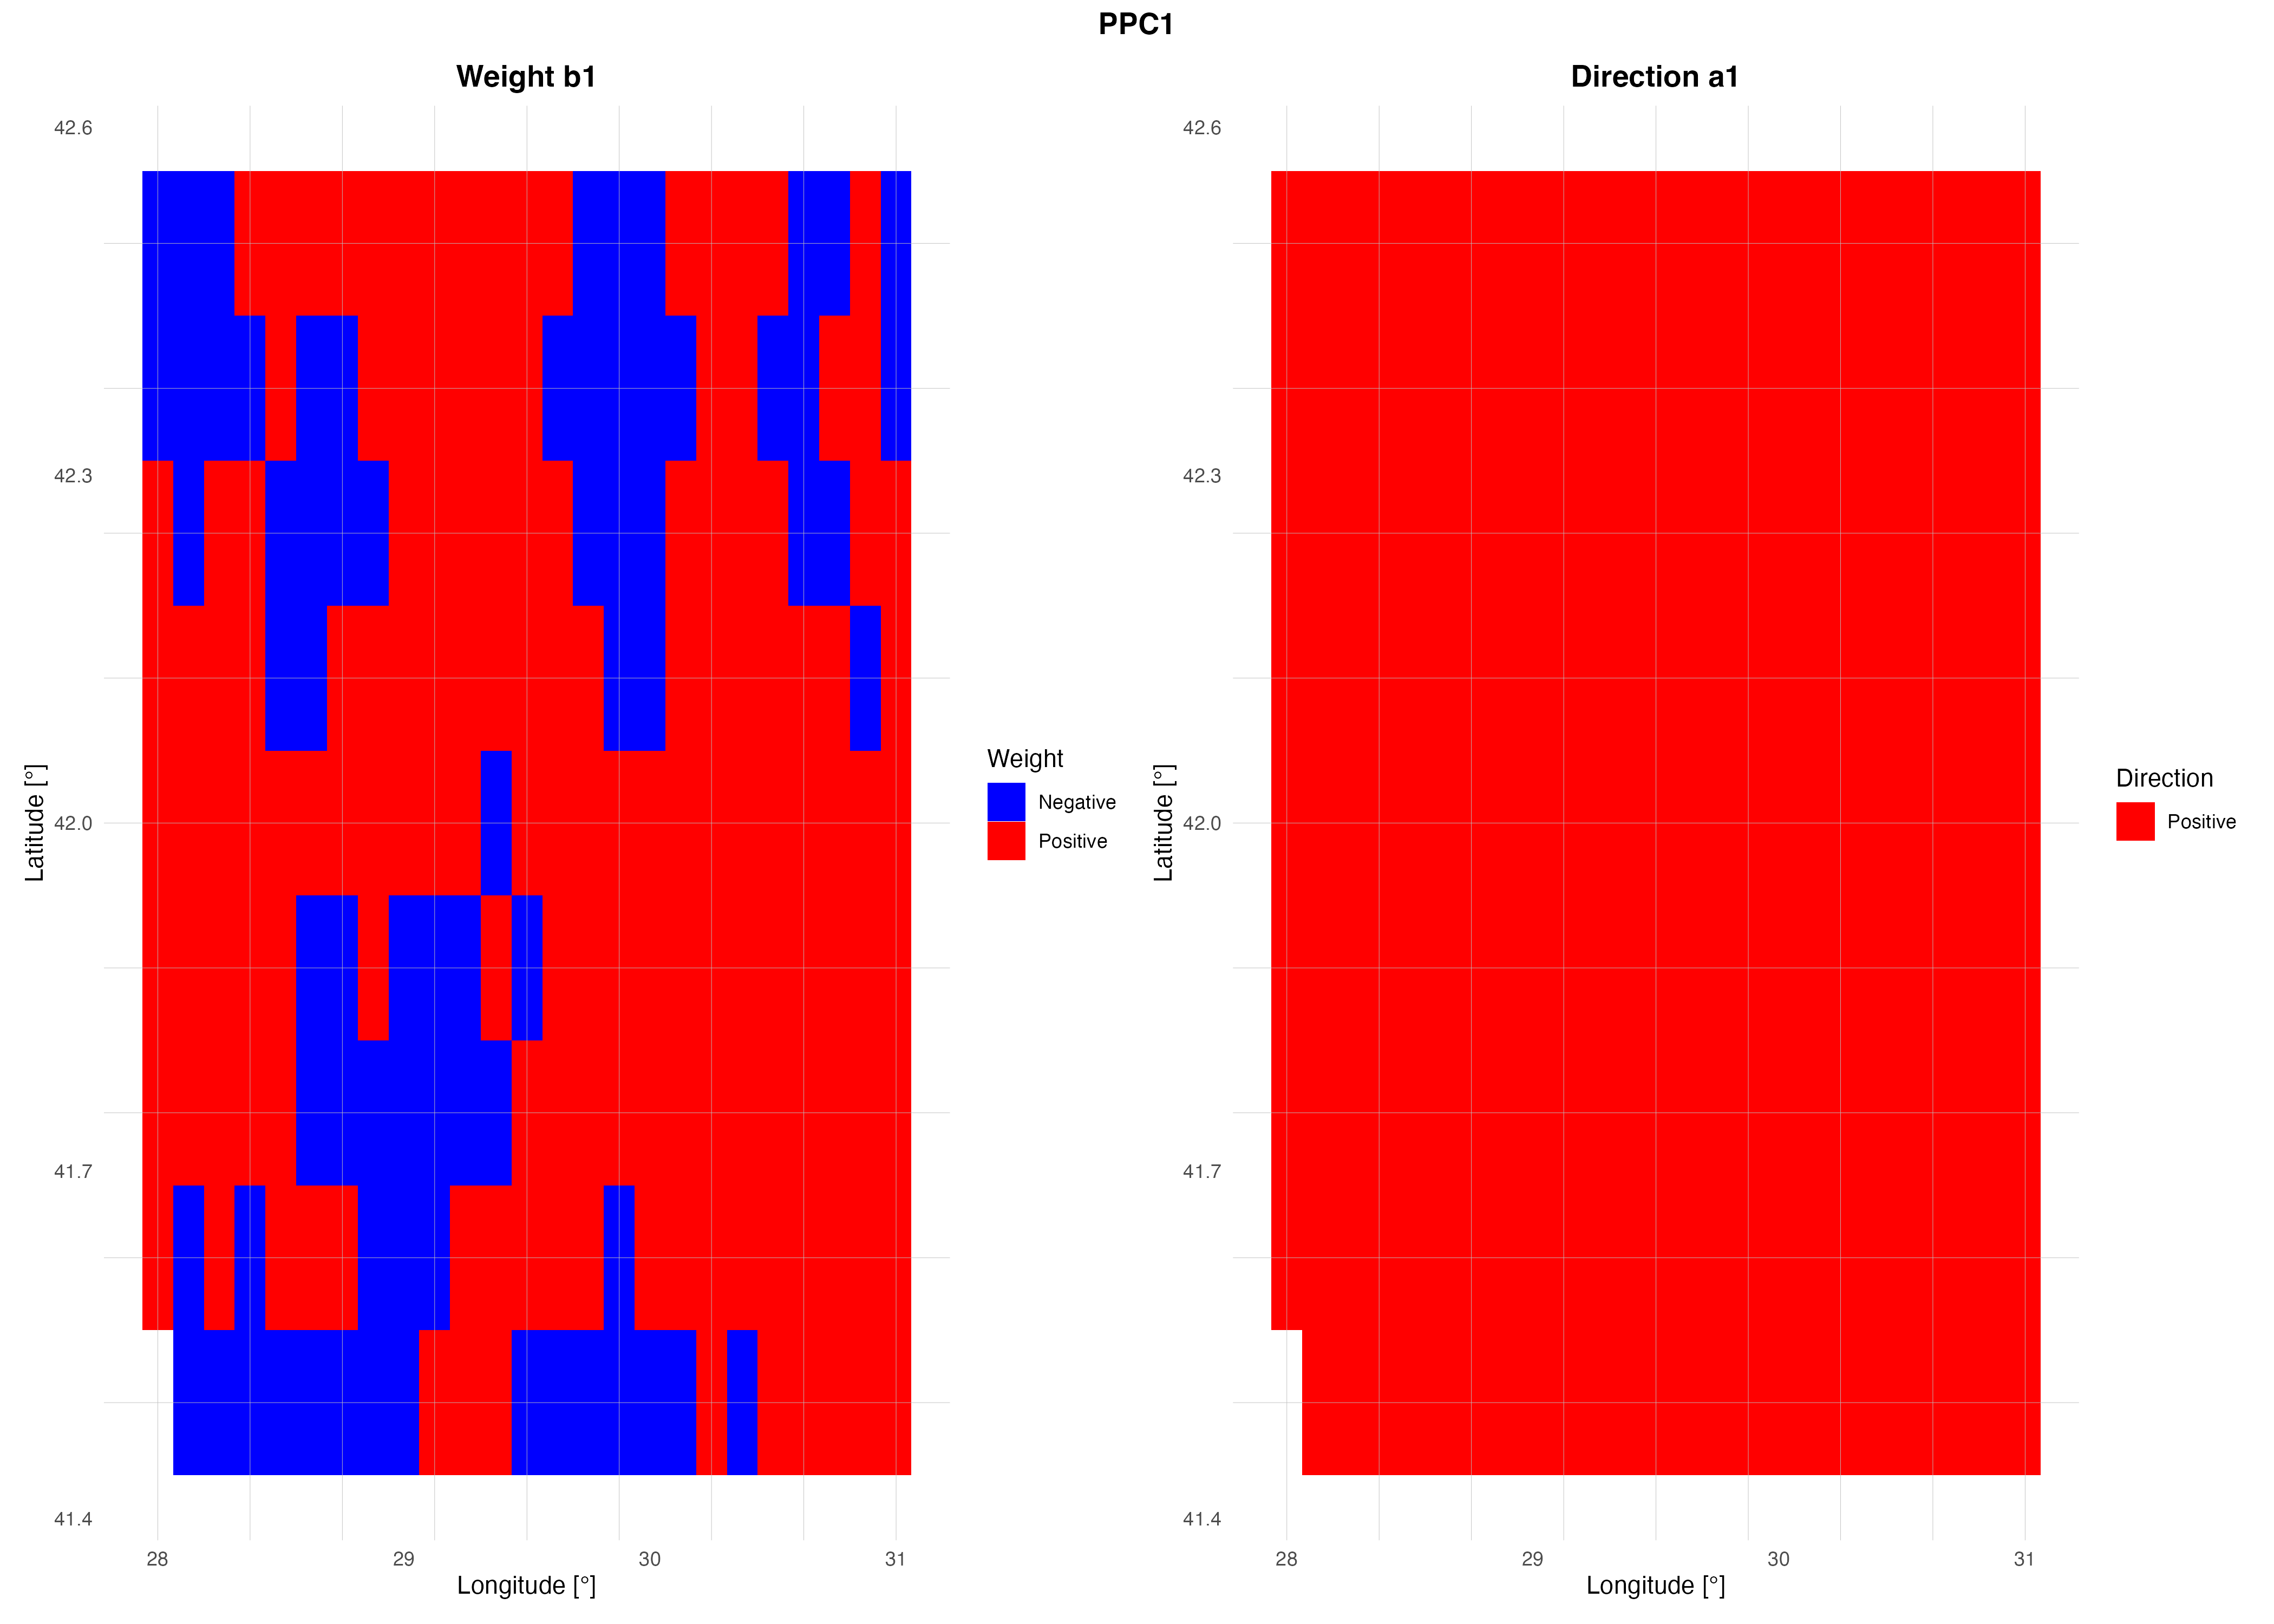 PPC1
Weight b1
42.6
42.3
42.0
41.7
41.4
Latitude [°]
28 29 30 31
Longitude [°]
Weight
Negative
Positive
Direction a1
42.6
42.3
42.0
41.7
41.4
Latitude [°]
28 29 30 31
Longitude [°]
Direction
Positive